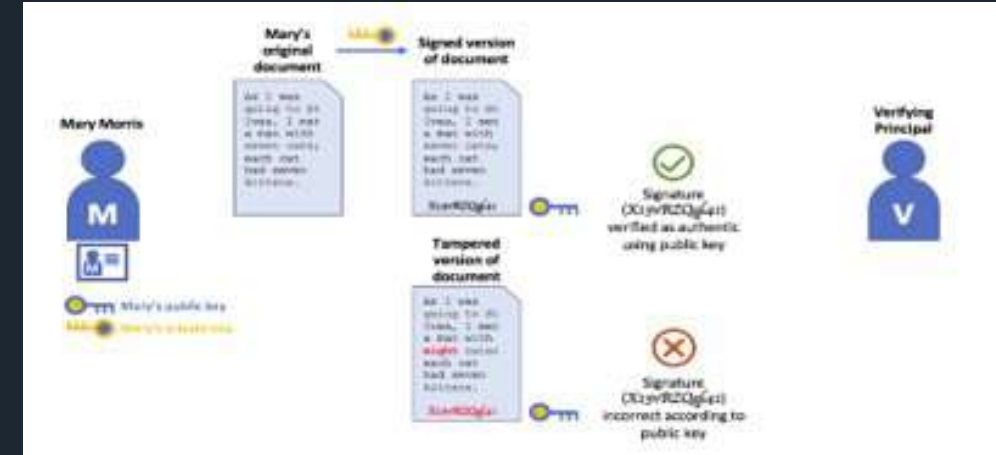 Mary's
original
document
Signed version
of document
As I was
going to St
Ives, I met
a man with
seven cats,
each cat
had seven
kittens.
As I was
going to St
Ives, I met
a man with
seven cats,
each cat
had seven
kittens.
Mary Morris
M
M
Mary's public key
Mary's private key
Signature
verified as authentic
using public key
Verifying
Principal
V
Tampered
version of
document
As I was
going to St
Ives, I met
a man with
eight cats,
each cat
had seven
kittens.
Signature
incorrect according to
public key